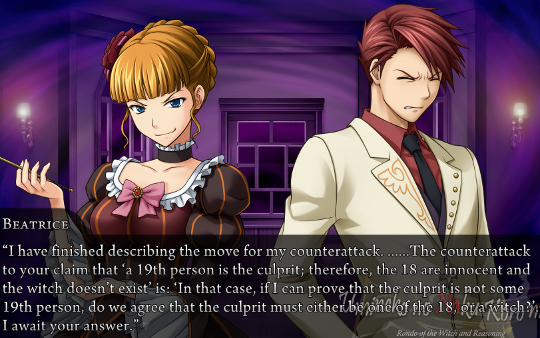 BEATRICE
“I have finished describing the move for my counterattack. ......The counterattack
to your claim that ‘a 19th person is the culprit; therefore, the 18 are innocent and
the witch doesn’t exist’ is: ‘In that case, if I can prove that the culprit is not some
19th person, do we agree that the culprit must either be one of the 18, or a witch?’,
I await your answer.”
Umineko
Rondo of the Witch and Reasoning